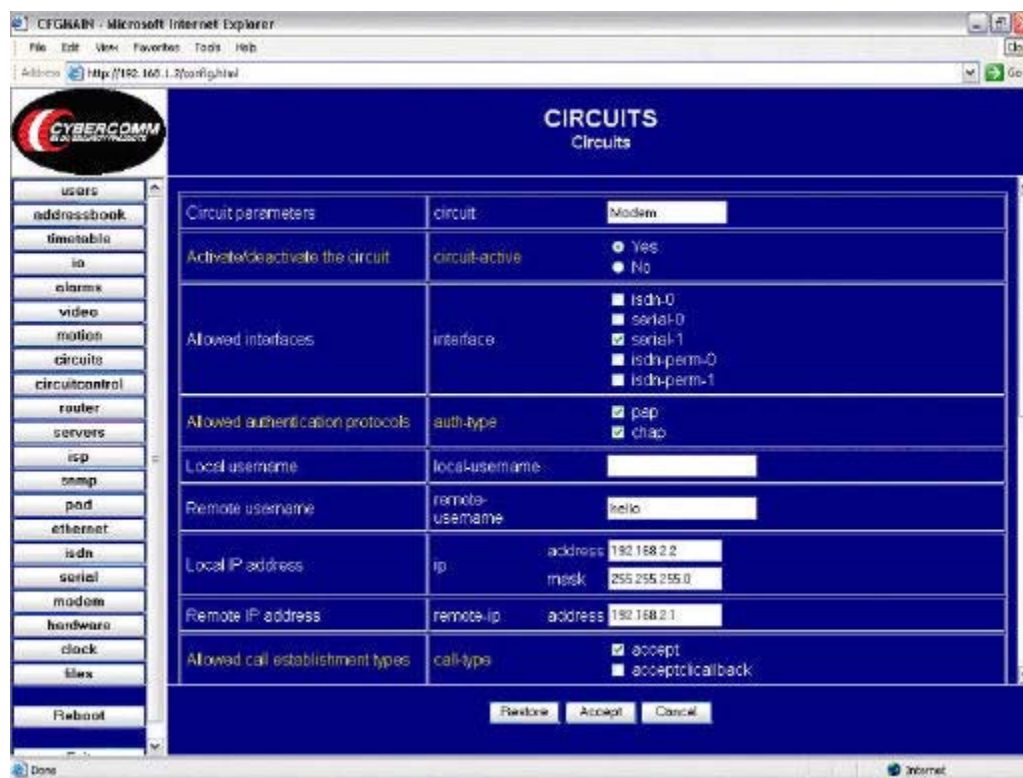 CFGMAIN - Microsoft Internet Explorer
File Edit View Favorites Tools Help
Address http://192.168.1.2/config.html Go
CYBERCOMM
CIRCUITS
Circuits
users
addressbook
timetable
io
alarms
video
motion
circuits
circuitcontrol
router
servers
isp
snmp
pad
ethernet
isdn
serial
modem
hardware
clock
files
Reboot
Circuit parameters circuit Modem
Activate/deactivate the circuit circuit-active Yes
No
Allowed interfaces interface isdn-0
serial-0
serial-1
isdn-perm-0
isdn-perm-1
Allowed authentication protocols auth-type pap
chap
Local username local-username
Remote username remote-username hello
Local IP address ip address 192.168.2.2
mask 255.255.255.0
Remote IP address remote-ip address 192.168.2.1
Allowed call establishment types call-type accept
acceptclicallback
Restore Accept Cancel
Done Internet